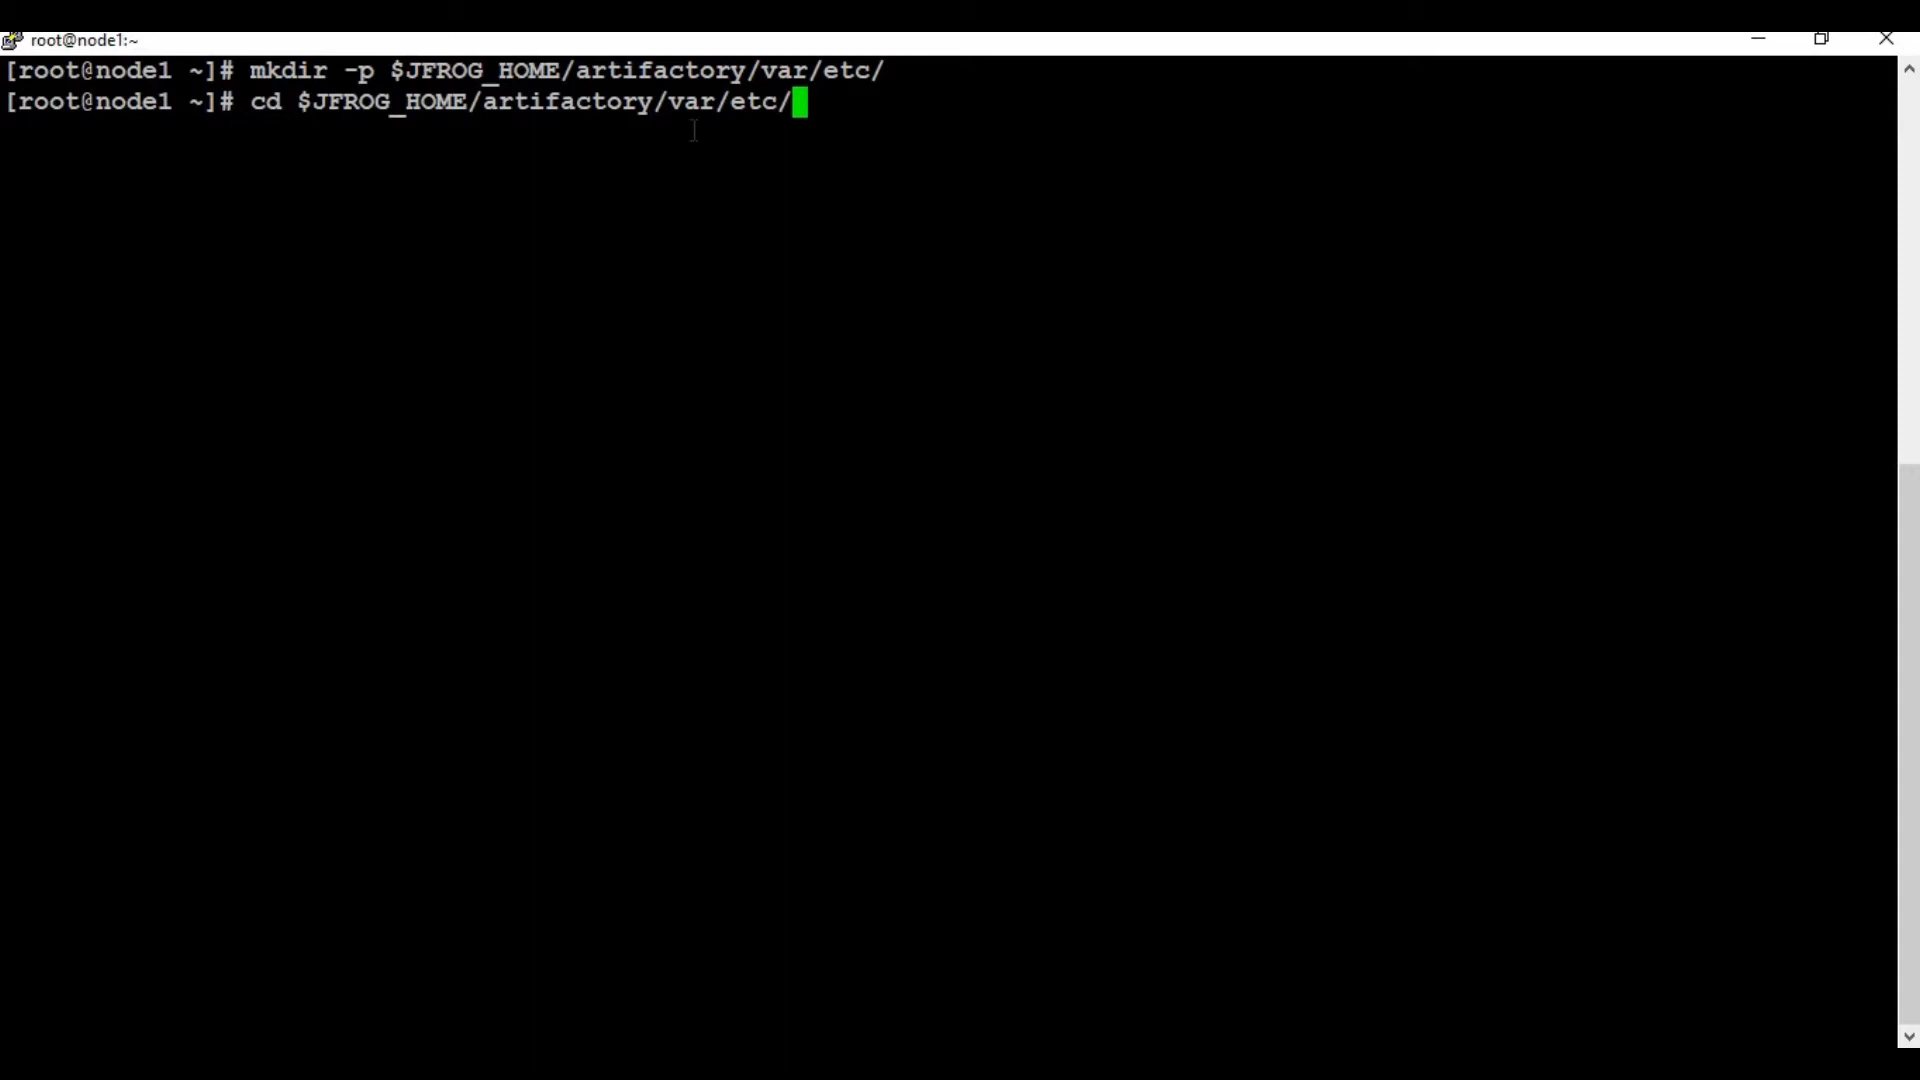 root@node1:~
[root@node1 ~]# mkdir -p $JFROG_HOME/artifactory/var/etc/
[root@node1 ~]# cd $JFROG_HOME/artifactory/var/etc/